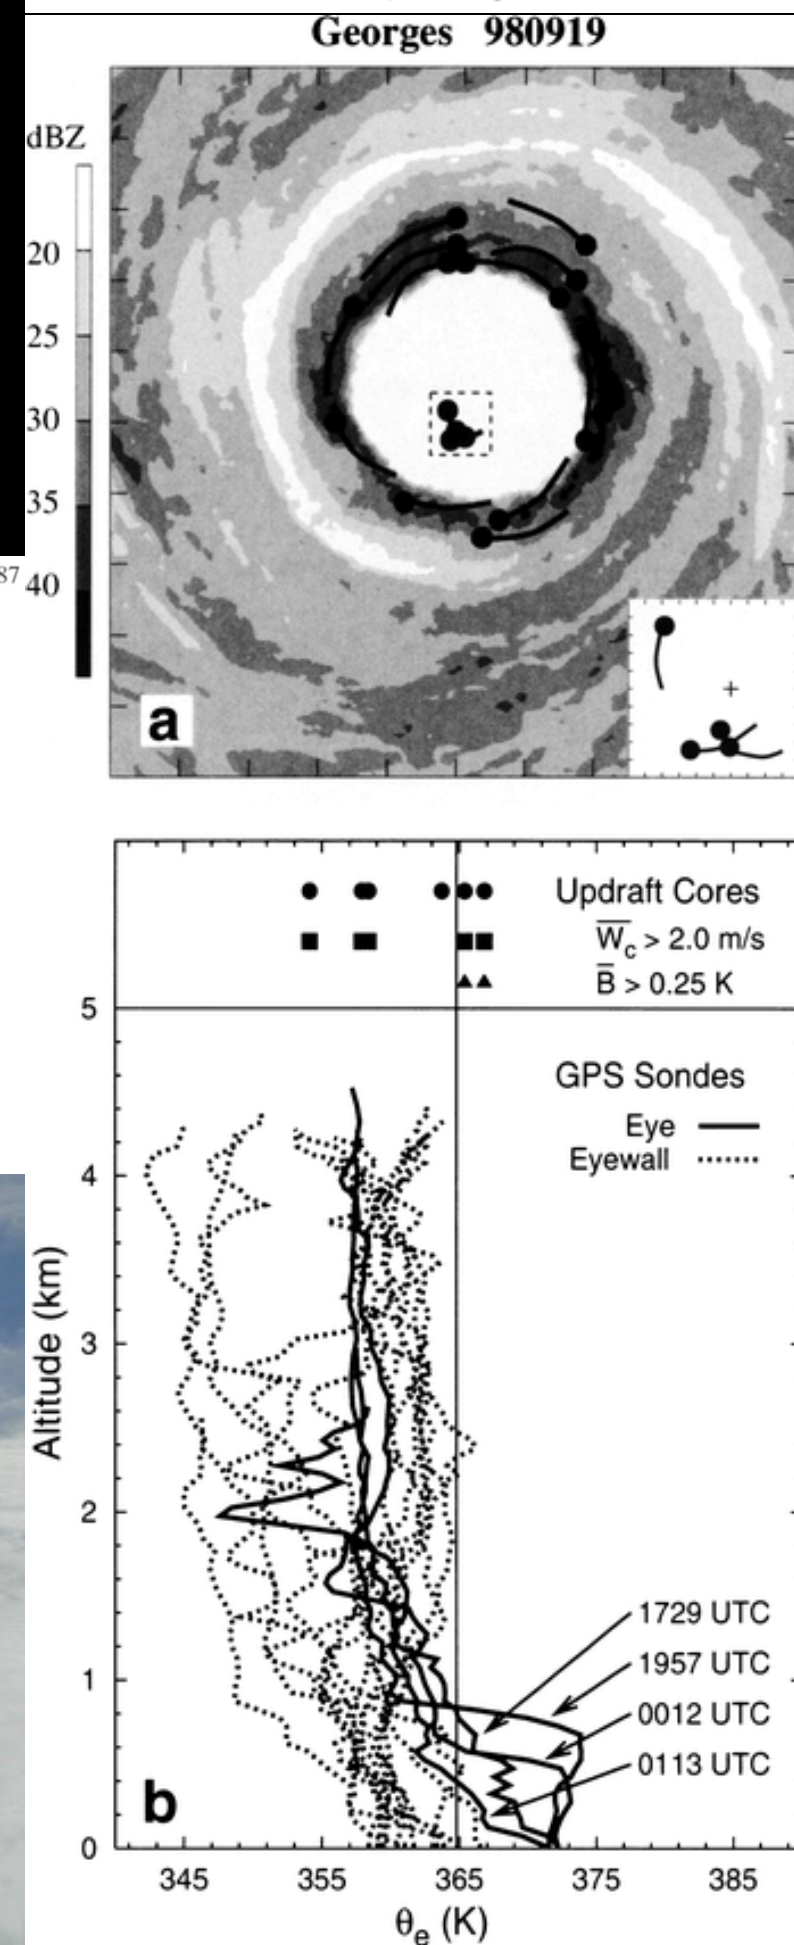 Georges 980919
dBZ
20
25
30
35
87
40
a
Updraft Cores
W̅c > 2.0 m/s
B̅ > 0.25 K
5
GPS Sondes
Eye
Eyewall
4
3
2
1
0
Altitude (km)
1729 UTC
1957 UTC
0012 UTC
0113 UTC
b
345 355 365 375 385
θe (K)